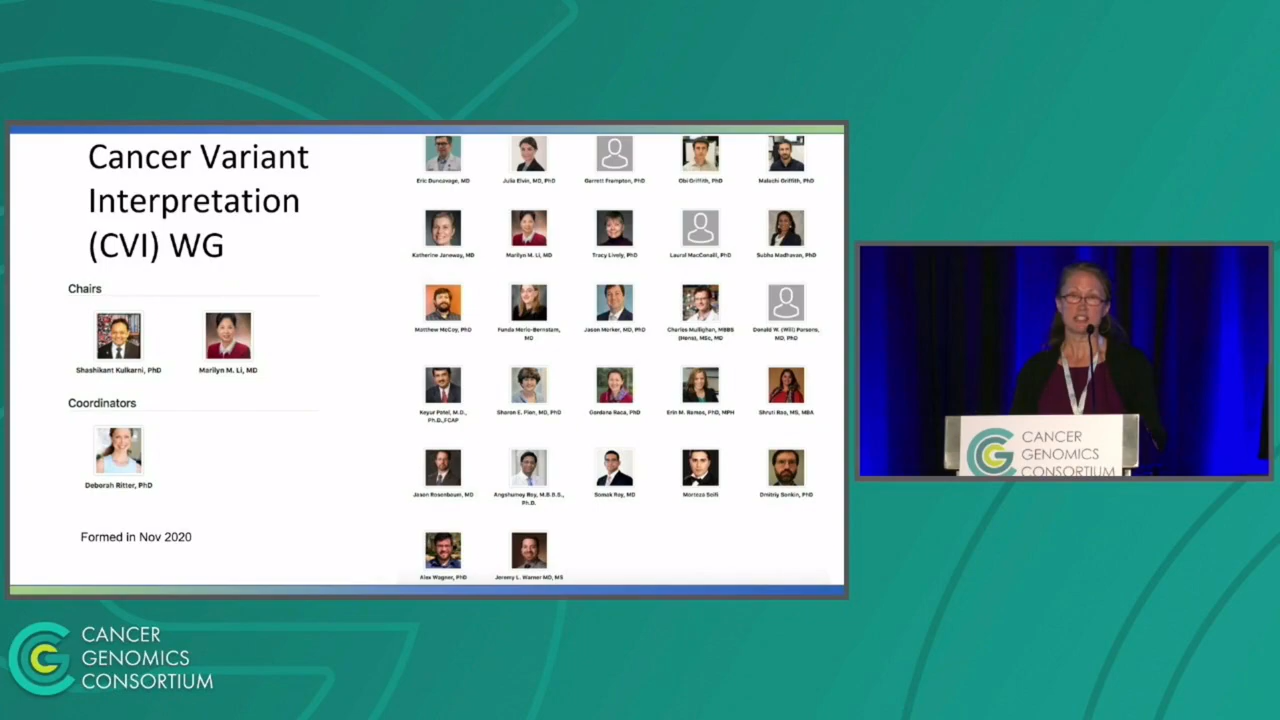 Cancer Variant
Interpretation
(CVI) WG
Chairs
Shashikant Kulkarni, PhD
Marilyn M. Li, MD
Coordinators
Deborah Ritter, PhD
Formed in Nov 2020
Eric Duncavage, MD
Julia Elvin, MD, PhD
Garrett Frampton, PhD
Obi Griffith, PhD
Malachi Griffith, PhD
Katherine Janeway, MD
Marilyn M. Li, MD
Tracy Lively, PhD
Laura MacConaill, PhD
Subha Madhavan, PhD
Matthew McCoy, PhD
Funda Meric-Bernstam,
MD
Jason Merker, MD, PhD
Charles Mullighan, MBBS
(Hons), MSc, MD
Donald W. (Will) Parsons,
MD, PhD
Keyur Patel, M.D.,
Ph.D.,FCAP
Sharon E. Plon, MD, PhD
Gordana Raca, PhD
Erin M. Ramos, PhD, MPH
Shruti Rao, MS, MBA
Jason Rosenbaum, MD
Angshumoy Roy, M.B.B.S.,
Ph.D.
Somak Roy, MD
Morteza Seifi
Dmitriy Sonkin, PhD
Alex Wagner, PhD
Jeremy L. Warner MD, MS
CANCER
GENOMICS
CONSORTIUM
CANCER
GENOMICS
CONSORTIUM